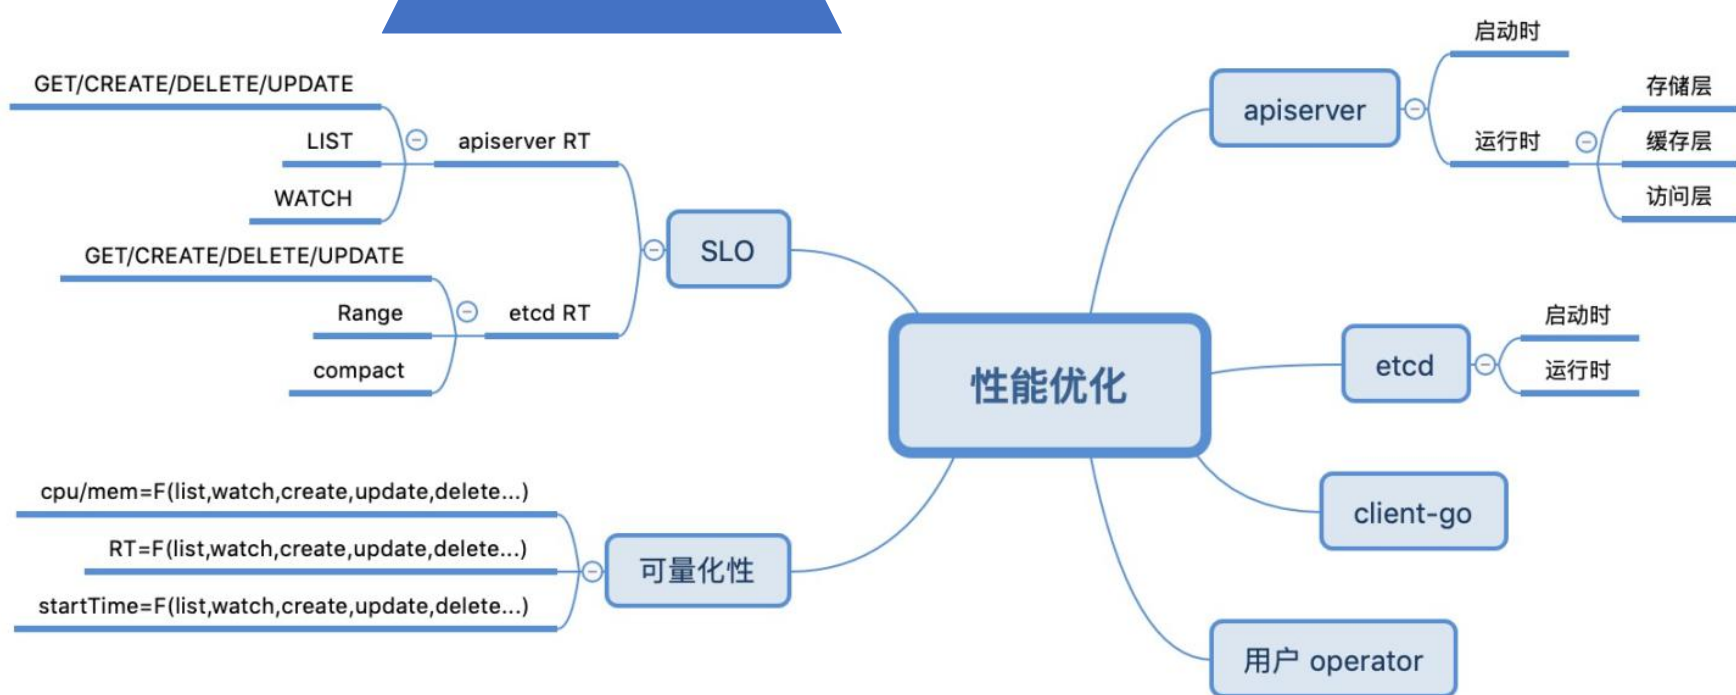 性能优化
SLO
apiserver RT
GET/CREATE/DELETE/UPDATE
LIST
WATCH
etcd RT
GET/CREATE/DELETE/UPDATE
Range
compact
可量化性
cpu/mem=F(list,watch,create,update,delete...)
RT=F(list,watch,create,update,delete...)
startTime=F(list,watch,create,update,delete...)
apiserver
启动时
运行时
存储层
缓存层
访问层
etcd
启动时
运行时
client-go
用户 operator